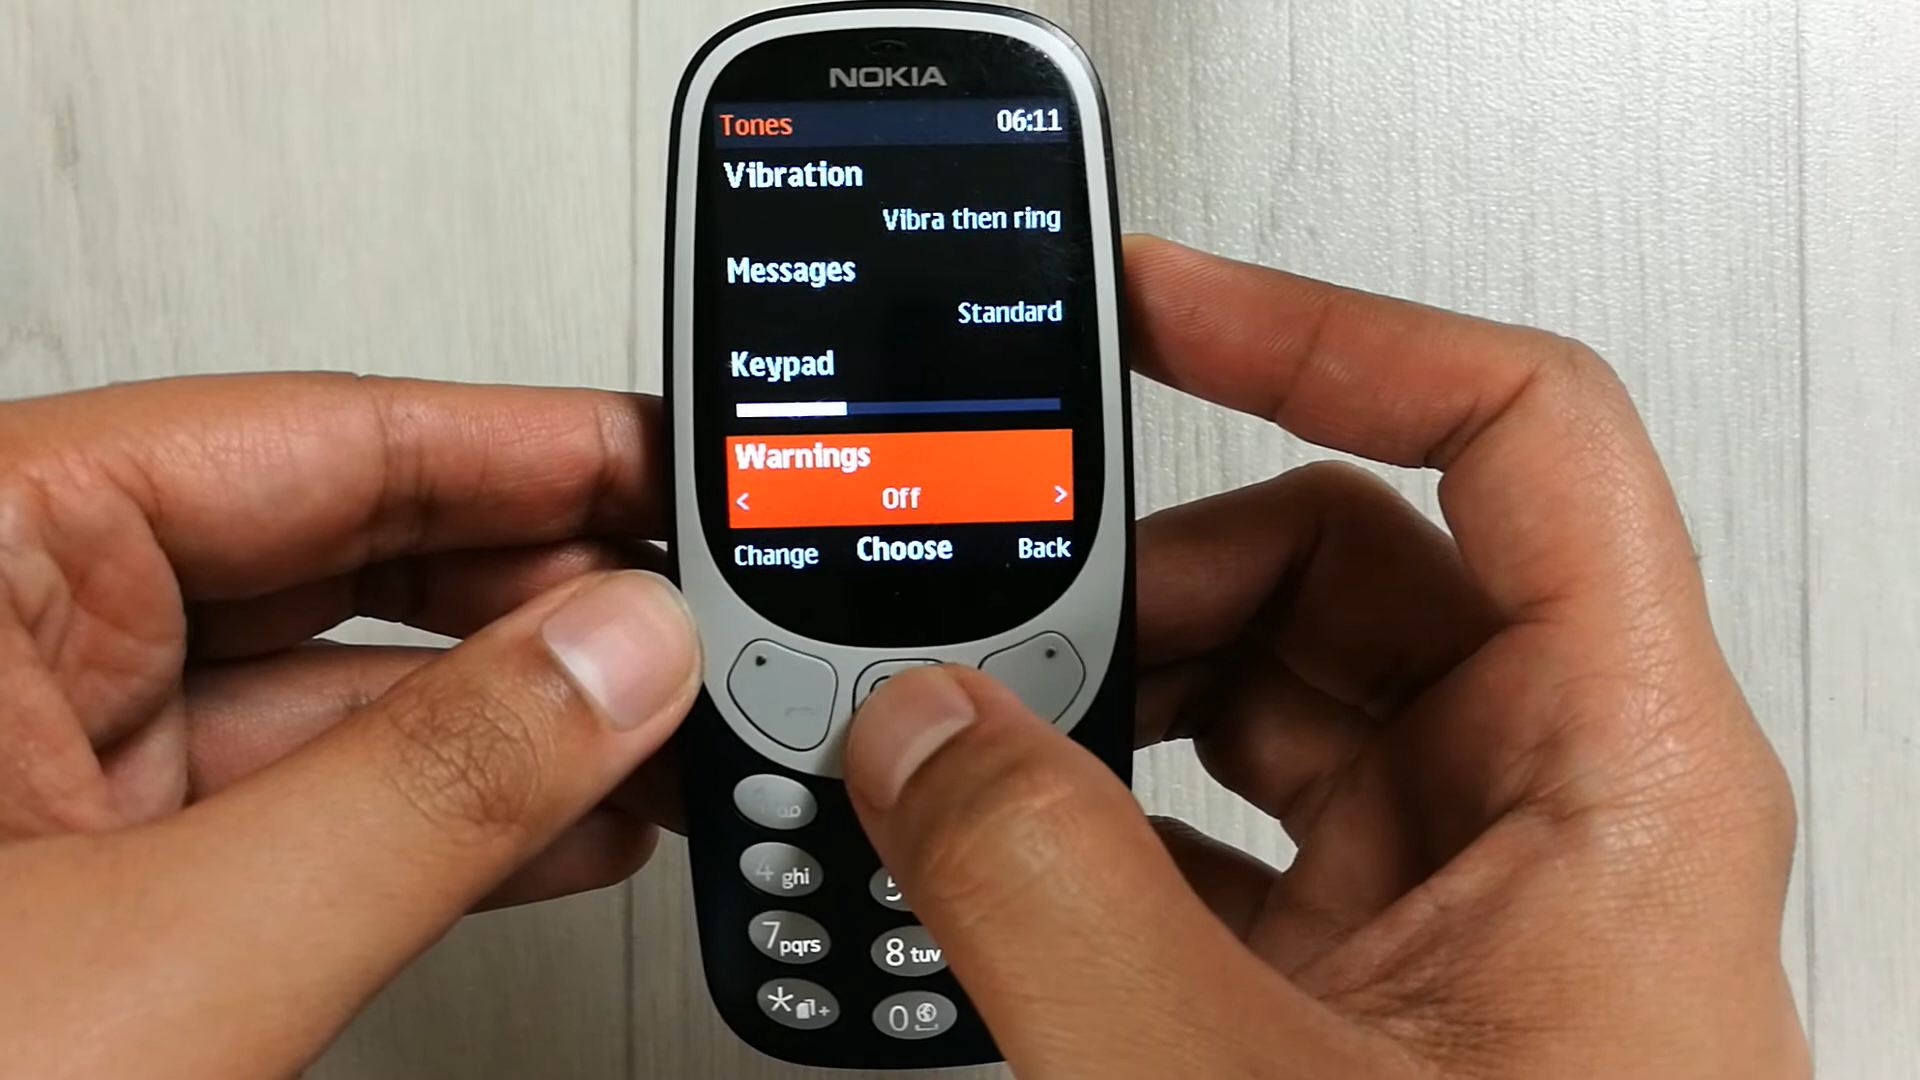 NOKIA
Tones 06:11
Vibration
Vibra then ring
Messages
Standard
Keypad
Warnings
< Off >
Change Choose Back
4 ghi
7 pqrs 8 tuv
* +
0